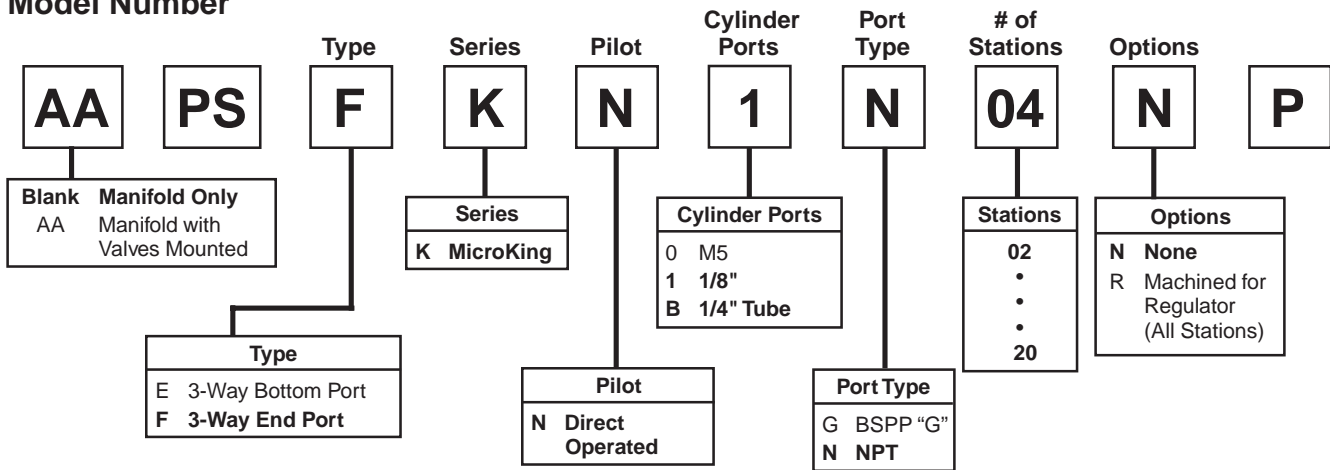 Model Number
Type
Series
Pilot
Cylinder
Ports
Port
Type
# of
Stations
Options
AA PS F K N 1 N 04 N P
Blank Manifold Only
AA Manifold with
Valves Mounted
Series
K MicroKing
Cylinder Ports
0 M5
1 1/8"
B 1/4" Tube
Stations
02
•
•
•
20
Options
N None
R Machined for
Regulator
(All Stations)
Type
E 3-Way Bottom Port
F 3-Way End Port
Pilot
N Direct
Operated
Port Type
G BSPP “G”
N NPT